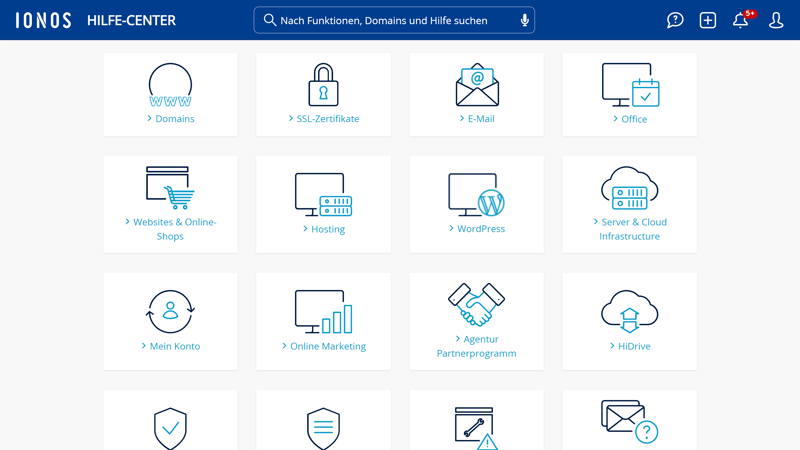 IONOS HILFE-CENTER
Nach Funktionen, Domains und Hilfe suchen
5+
www
Domains
SSL-Zertifikate
@
E-Mail
Office
Websites & Online-
Shops
Hosting
W
WordPress
Server & Cloud
Infrastructure
Mein Konto
Online Marketing
Agentur
Partnerprogramm
HiDrive
?